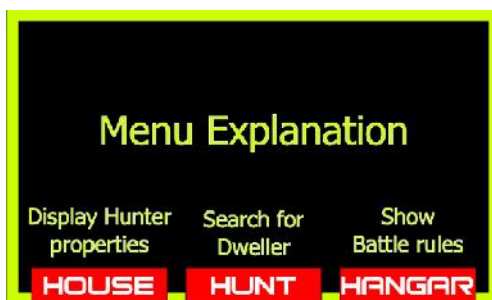 Menu Explanation
Display Hunter
properties
Search for
Dweller
Show
Battle rules
HOUSE
HUNT
HANGAR